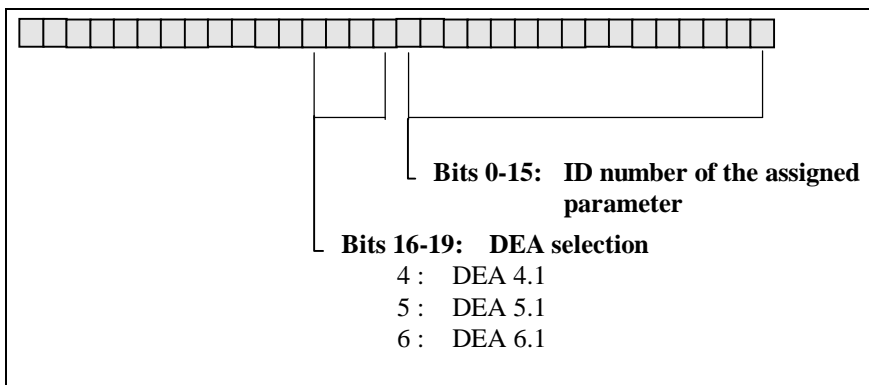 Bits 0-15: ID number of the assigned
parameter
Bits 16-19: DEA selection
4 : DEA 4.1
5 : DEA 5.1
6 : DEA 6.1